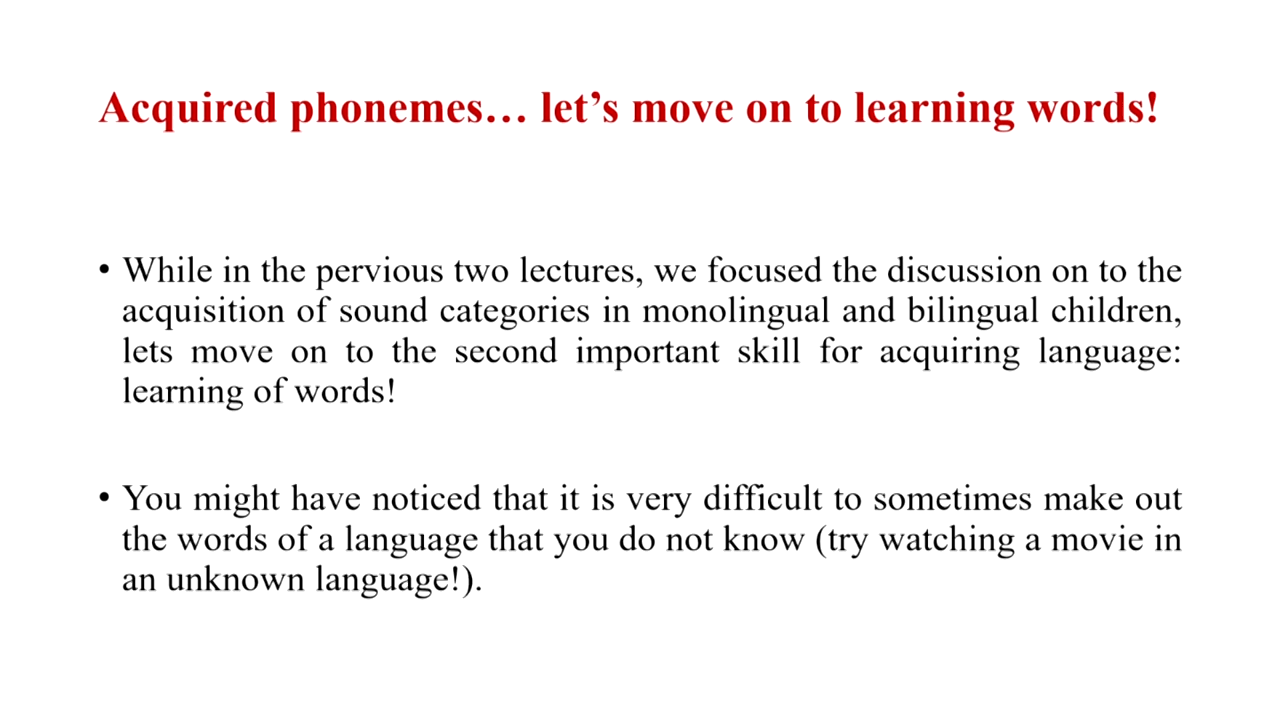 Acquired phonemes… let’s move on to learning words!
• While in the pervious two lectures, we focused the discussion on to the
acquisition of sound categories in monolingual and bilingual children,
lets move on to the second important skill for acquiring language:
learning of words!
• You might have noticed that it is very difficult to sometimes make out
the words of a language that you do not know (try watching a movie in
an unknown language!).